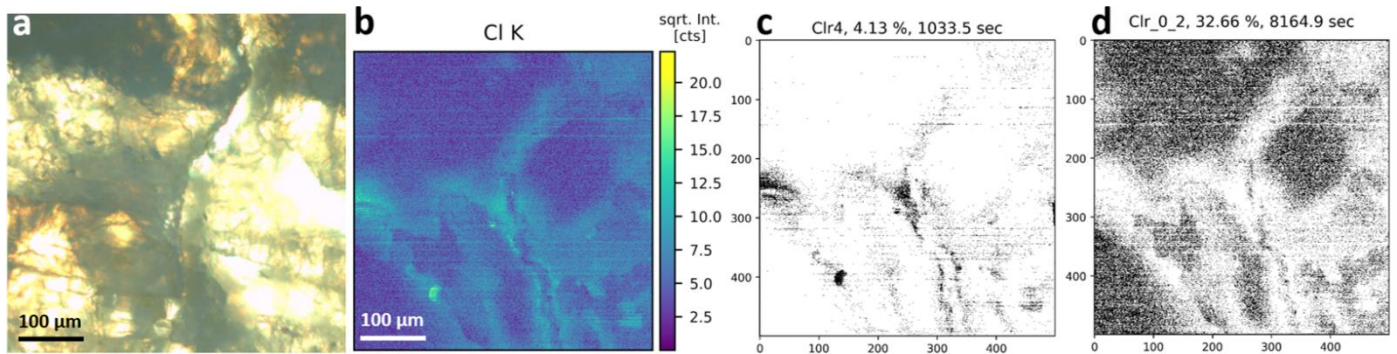 a
100 µm
b
Cl K
sqrt. Int.
[cts]
20.0
17.5
15.0
12.5
10.0
7.5
5.0
2.5
100 µm
c
Clr4, 4.13 %, 1033.5 sec
0
100
200
300
400
0 100 200 300 400
d
Clr_0_2, 32.66 %, 8164.9 sec
0
100
200
300
400
0 100 200 300 400